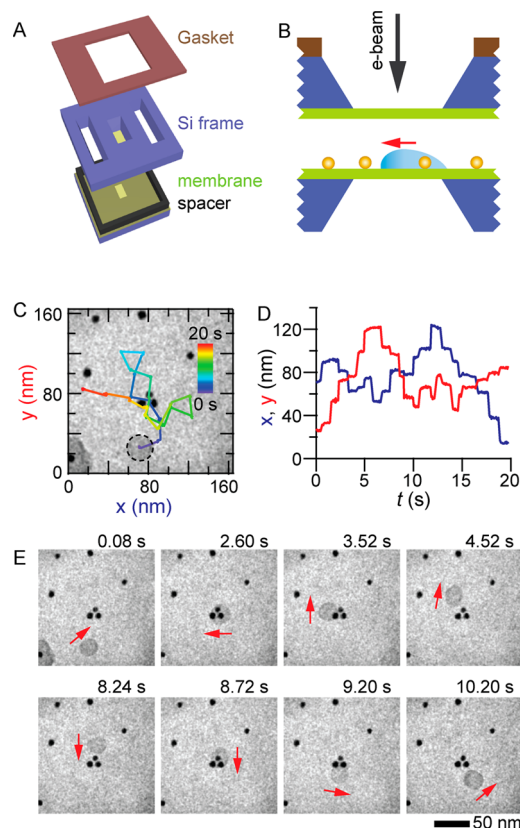 A
Gasket
Si frame
membrane
spacer
B
e-beam
C
160
80
0
y (nm)
20 s
0 s
0 80 160
x (nm)
D
120
80
40
0
x, y (nm)
0 5 10 15 20
t (s)
E
0.08 s 2.60 s 3.52 s 4.52 s
8.24 s 8.72 s 9.20 s 10.20 s
50 nm